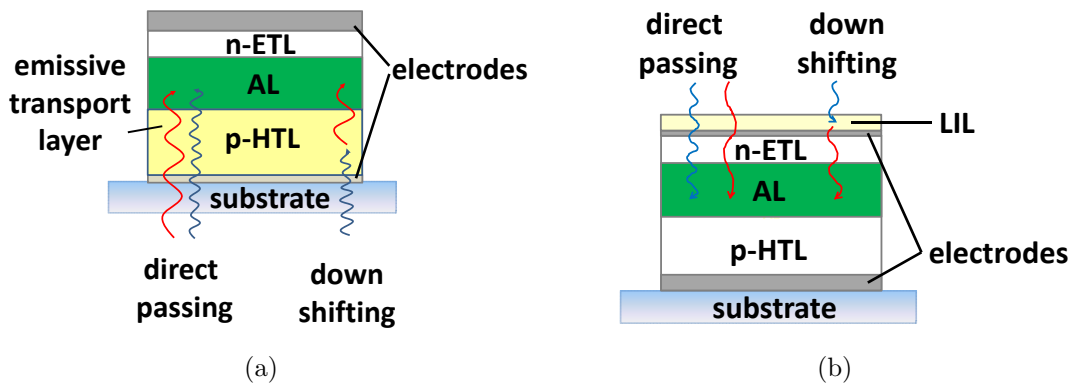 n-ETL
AL
p-HTL
substrate
emissive
transport
layer
electrodes
direct
passing
down
shifting
(a)
direct
passing
down
shifting
LIL
n-ETL
AL
p-HTL
electrodes
substrate
(b)